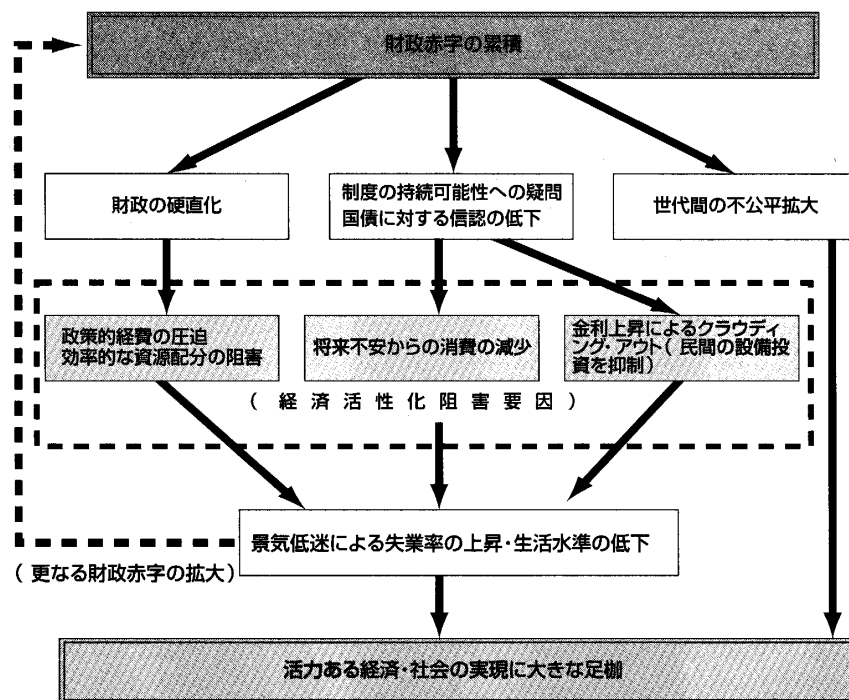 財政赤字の累積
財政の硬直化
制度の持続可能性への疑問
国債に対する信認の低下
世代間の不公平拡大
政策的経費の圧迫
効率的な資源配分の阻害
将来不安からの消費の減少
金利上昇によるクラウディ
ング・アウト(民間の設備投
資を抑制)
(経済活性化阻害要因)
景気低迷による失業率の上昇・生活水準の低下
(更なる財政赤字の拡大)
活力ある経済・社会の実現に大きな足枷